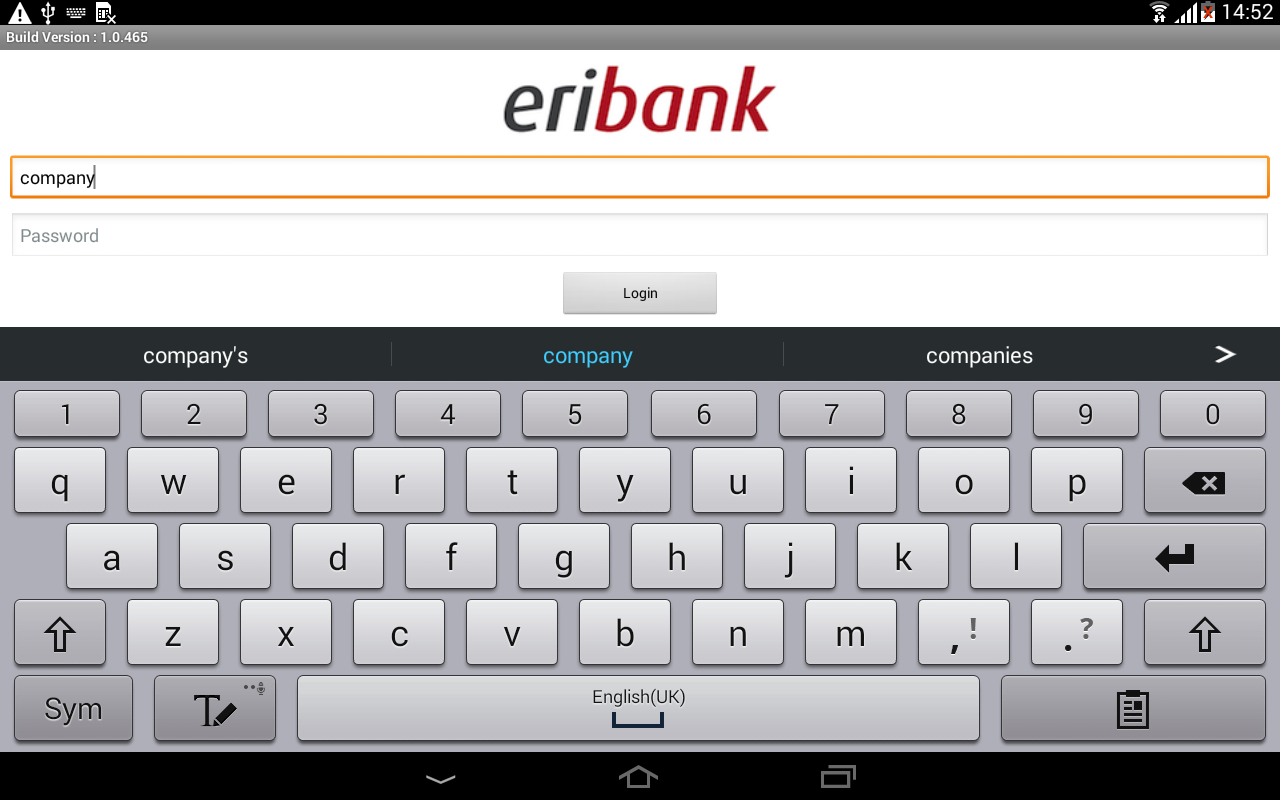 14:52
Build Version : 1.0.465
eribank
company
Password
Login
company's company companies >
1 2 3 4 5 6 7 8 9 0
q w e r t y u i o p
a s d f g h j k l
z x c v b n m , ! . ?
Sym T English(UK)